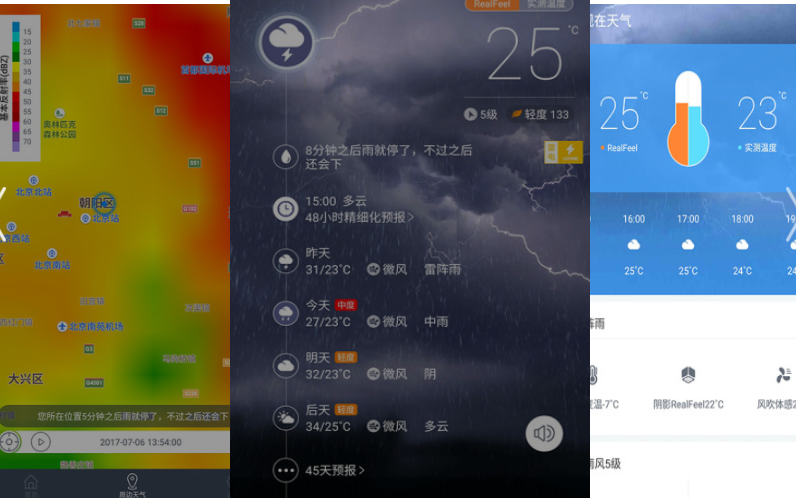 15
20
25
30
35
40
45
50
55
60
65
70
基本反射率(dBZ)
首都国际机
S28
S11
S32
S12
奥林匹克
森林公园
S51
北京北站
朝阳区
北京站
京西站
北京南站
北京南苑机场
G3
大兴区
G4501
您所在位置5分钟之后雨就停了，不过之后还会下
2017-07-06 13:54:00
周边天气
RealFeel
实测温度
25°C
5级
轻度 133
8分钟之后雨就停了，不过之后
还会下
15:00 多云
48小时精细化预报>
昨天
31/23°C 微风 雷阵雨
今天 中度
27/23°C 微风 中雨
明天 轻度
32/23°C 微风 阴
后天 轻度
34/25°C 微风 多云
45天预报>
现在天气
25°C
RealFeel
23°C
实测温度
16:00 17:00 18:00 19
25°C 25°C 24°C 24
阵雨
变温-7°C
阴影RealFeel22°C
风吹体感2
南风5级